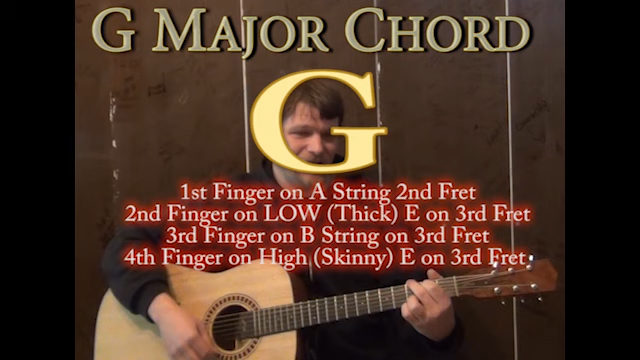 G Major Chord
G
1st Finger on A String 2nd Fret
2nd Finger on LOW (Thick) E on 3rd Fret
3rd Finger on B String on 3rd Fret
4th Finger on High (Skinny) E on 3rd Fret